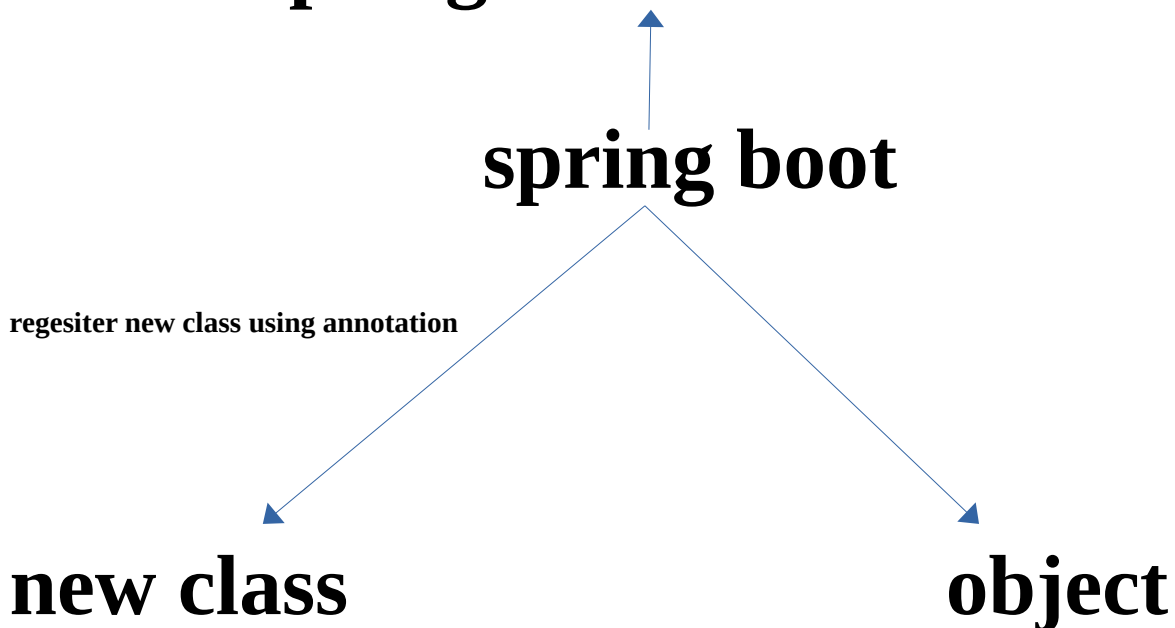 spring boot
regesiter new class using annotation
new class
object